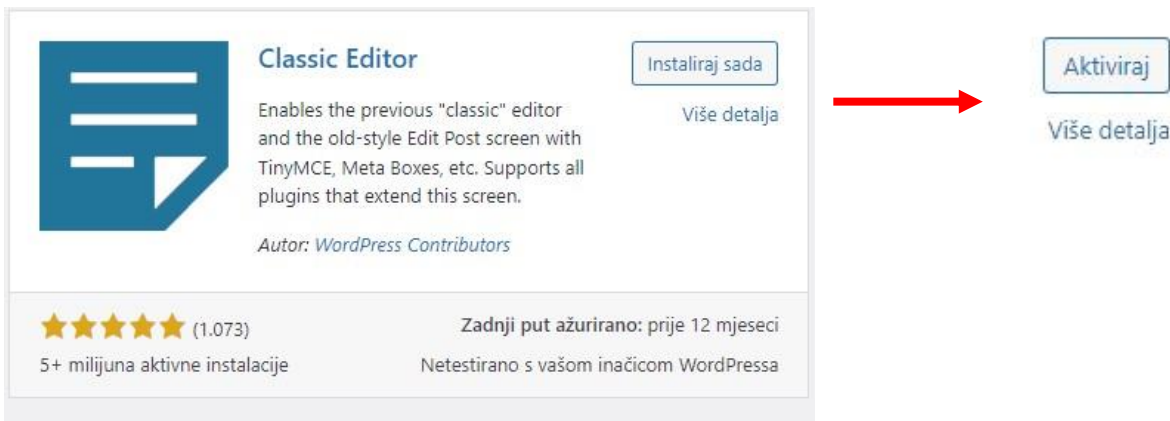 Classic Editor
Instaliraj sada
Više detalja
Enables the previous "classic" editor
and the old-style Edit Post screen with
TinyMCE, Meta Boxes, etc. Supports all
plugins that extend this screen.
Autor: WordPress Contributors
(1.073)
Zadnji put ažurirano: prije 12 mjeseci
5+ milijuna aktivne instalacije
Netestirano s vašom inačicom WordPressa
Aktiviraj
Više detalja